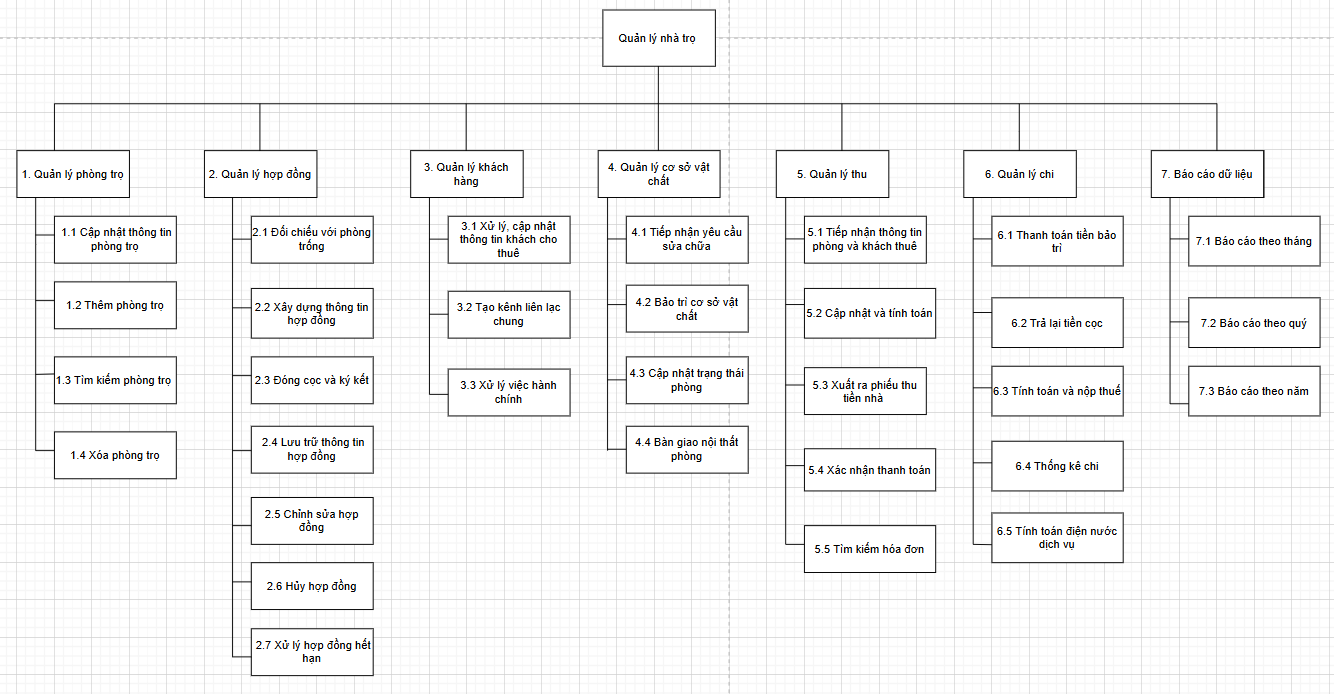 Quản lý nhà trọ
1. Quản lý phòng trọ
1.1 Cập nhật thông tin
phòng trọ
1.2 Thêm phòng trọ
1.3 Tìm kiếm phòng trọ
1.4 Xóa phòng trọ
2. Quản lý hợp đồng
2.1 Đối chiếu với phòng
trống
2.2 Xây dựng thông tin
hợp đồng
2.3 Đóng cọc và ký kết
2.4 Lưu trữ thông tin
hợp đồng
2.5 Chỉnh sửa hợp
đồng
2.6 Hủy hợp đồng
2.7 Xử lý hợp đồng hết
hạn
3. Quản lý khách
hàng
3.1 Xử lý, cập nhật
thông tin khách cho
thuê
3.2 Tạo kênh liên lạc
chung
3.3 Xử lý việc hành
chính
4. Quản lý cơ sở vật
chất
4.1 Tiếp nhận yêu cầu
sửa chữa
4.2 Bảo trì cơ sở vật
chất
4.3 Cập nhật trạng thái
phòng
4.4 Bàn giao nội thất
phòng
5. Quản lý thu
5.1 Tiếp nhận thông tin
phòng và khách thuê
5.2 Cập nhật và tính toán
5.3 Xuất ra phiếu thu
tiền nhà
5.4 Xác nhận thanh toán
5.5 Tìm kiếm hóa đơn
6. Quản lý chi
6.1 Thanh toán tiền bảo
trì
6.2 Trả lại tiền cọc
6.3 Tính toán và nộp thuế
6.4 Thống kê chi
6.5 Tính toán điện nước
dịch vụ
7. Báo cáo dữ liệu
7.1 Báo cáo theo tháng
7.2 Báo cáo theo quý
7.3 Báo cáo theo năm